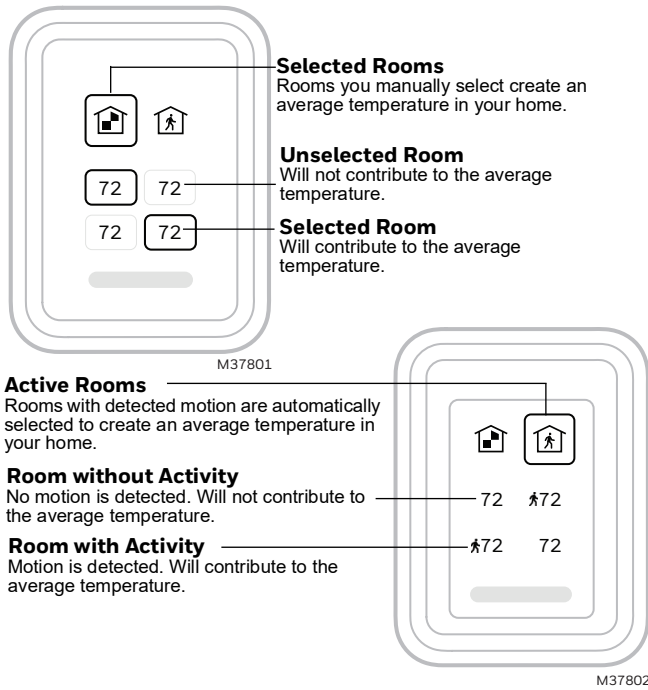 Selected Rooms
Rooms you manually select create an
average temperature in your home.
Unselected Room
Will not contribute to the average
temperature.
72 72
Selected Room
Will contribute to the average
temperature.
72 72
M37801
Active Rooms
Rooms with detected motion are automatically
selected to create an average temperature in
your home.
Room without Activity
No motion is detected. Will not contribute to
the average temperature.
72 72
Room with Activity
Motion is detected. Will contribute to the
average temperature.
72 72
M37802